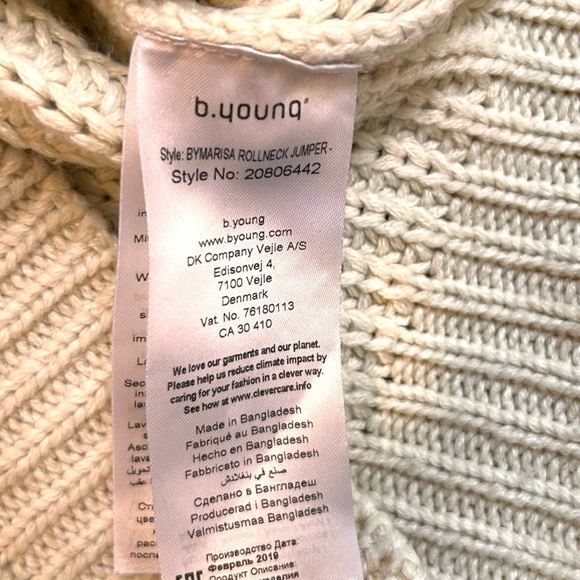 b.young
Style: BYMARISA ROLLNECK JUMPER -
Style No: 20806442
b.young
www.byoung.com
DK Company Vejle A/S
Edisonvej 4,
7100 Vejle
Denmark
Vat. No. 76180113
CA 30 410
We love our garments and our planet.
Please help us reduce climate impact by
caring for your fashion in a clever way.
See how at www.clevercare.info
Made in Bangladesh
Fabriqué au Bangladesh
Hecho en Bangladesh
Fabbricato in Bangladesh
صنع في بنغلادش
Сделано в Бангладеш
Producerad i Bangladesh
Valmistusmaa Bangladesh
Производство Дата:
Февраль 2019
Продукт Описание: